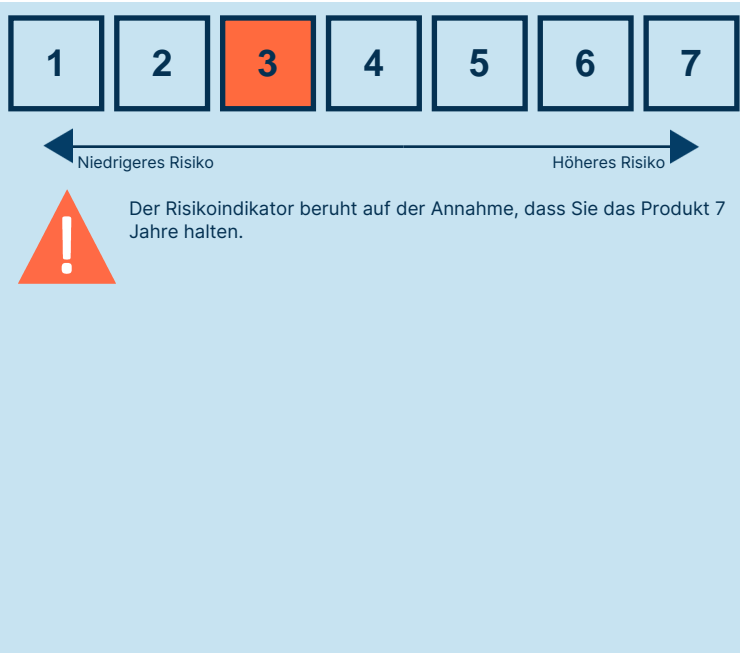 1 2 3 4 5 6 7
Niedrigeres Risiko Höheres Risiko
!
Der Risikoindikator beruht auf der Annahme, dass Sie das Produkt 7
Jahre halten.